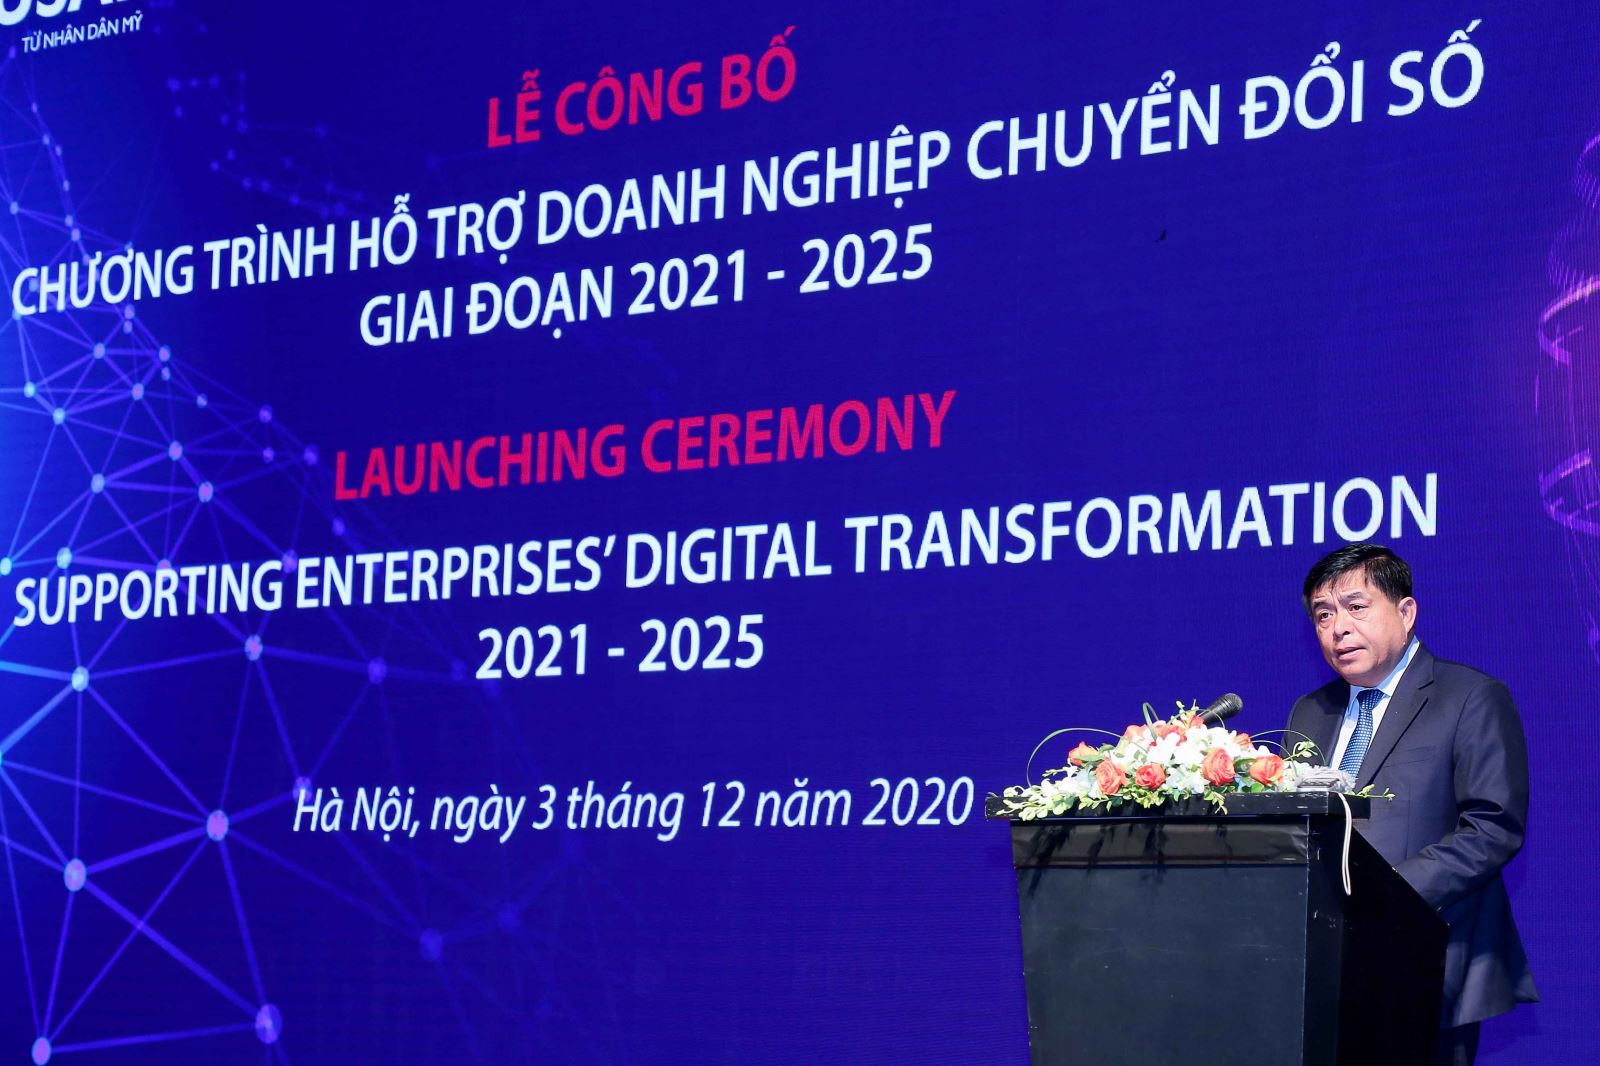 TỪ NHÂN DÂN MỸ
LỄ CÔNG BỐ
CHƯƠNG TRÌNH HỖ TRỢ DOANH NGHIỆP CHUYỂN ĐỔI SỐ
GIAI ĐOẠN 2021 - 2025
LAUNCHING CEREMONY
SUPPORTING ENTERPRISES’ DIGITAL TRANSFORMATION
2021 - 2025
Hà Nội, ngày 3 tháng 12 năm 2020